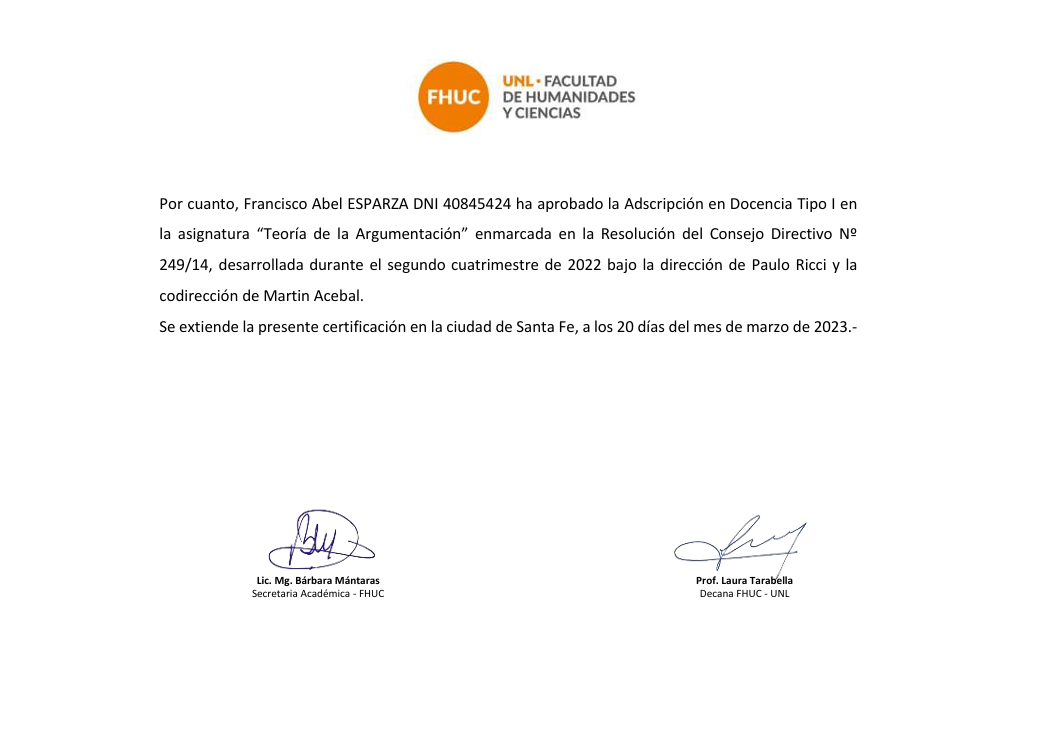 FHUC
UNL · FACULTAD
DE HUMANIDADES
Y CIENCIAS
Por cuanto, Francisco Abel ESPARZA DNI 40845424 ha aprobado la Adscripción en Docencia Tipo I en
la asignatura “Teoría de la Argumentación” enmarcada en la Resolución del Consejo Directivo Nº
249/14, desarrollada durante el segundo cuatrimestre de 2022 bajo la dirección de Paulo Ricci y la
codirección de Martin Acebal.
Se extiende la presente certificación en la ciudad de Santa Fe, a los 20 días del mes de marzo de 2023.-
Lic. Mg. Bárbara Mántaras
Secretaria Académica - FHUC
Prof. Laura Tarabella
Decana FHUC - UNL